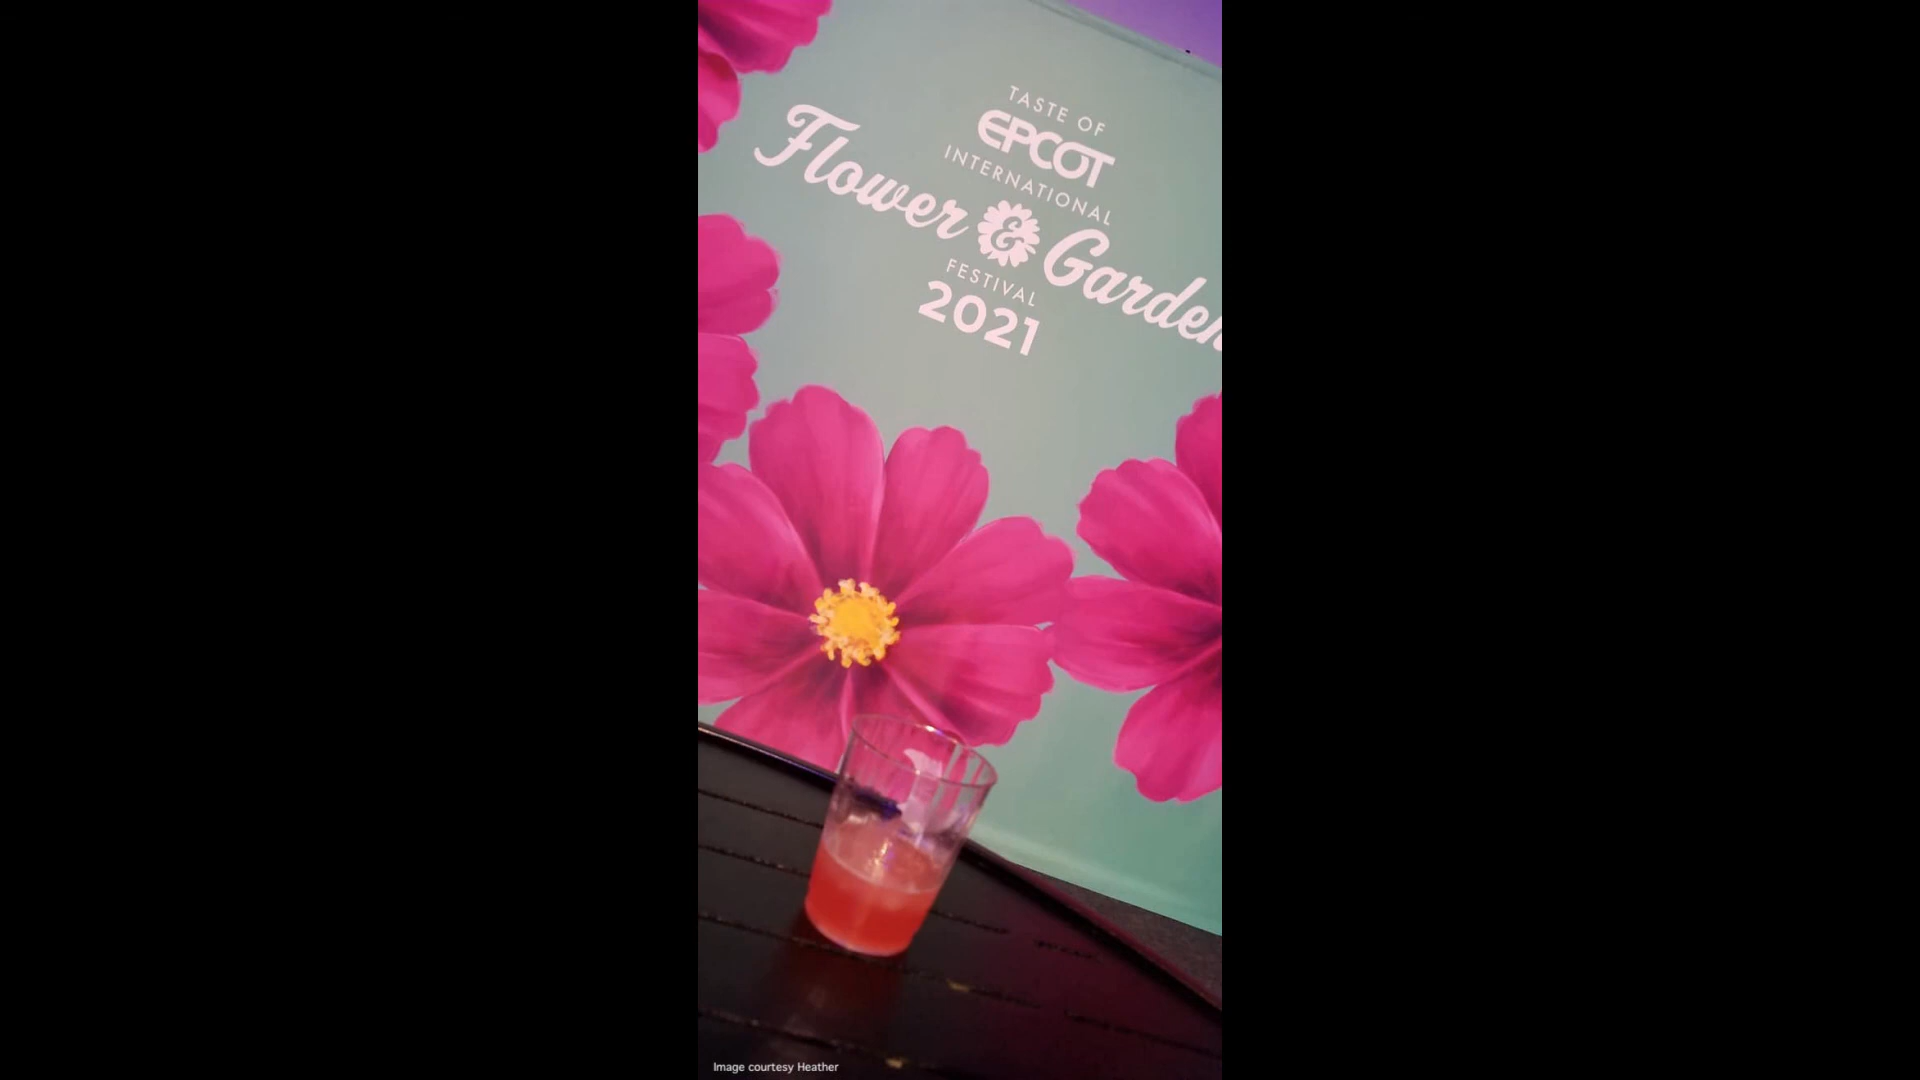 TASTE OF
EPCOT
INTERNATIONAL
Flower & Garden
FESTIVAL
2021
Image courtesy Heather